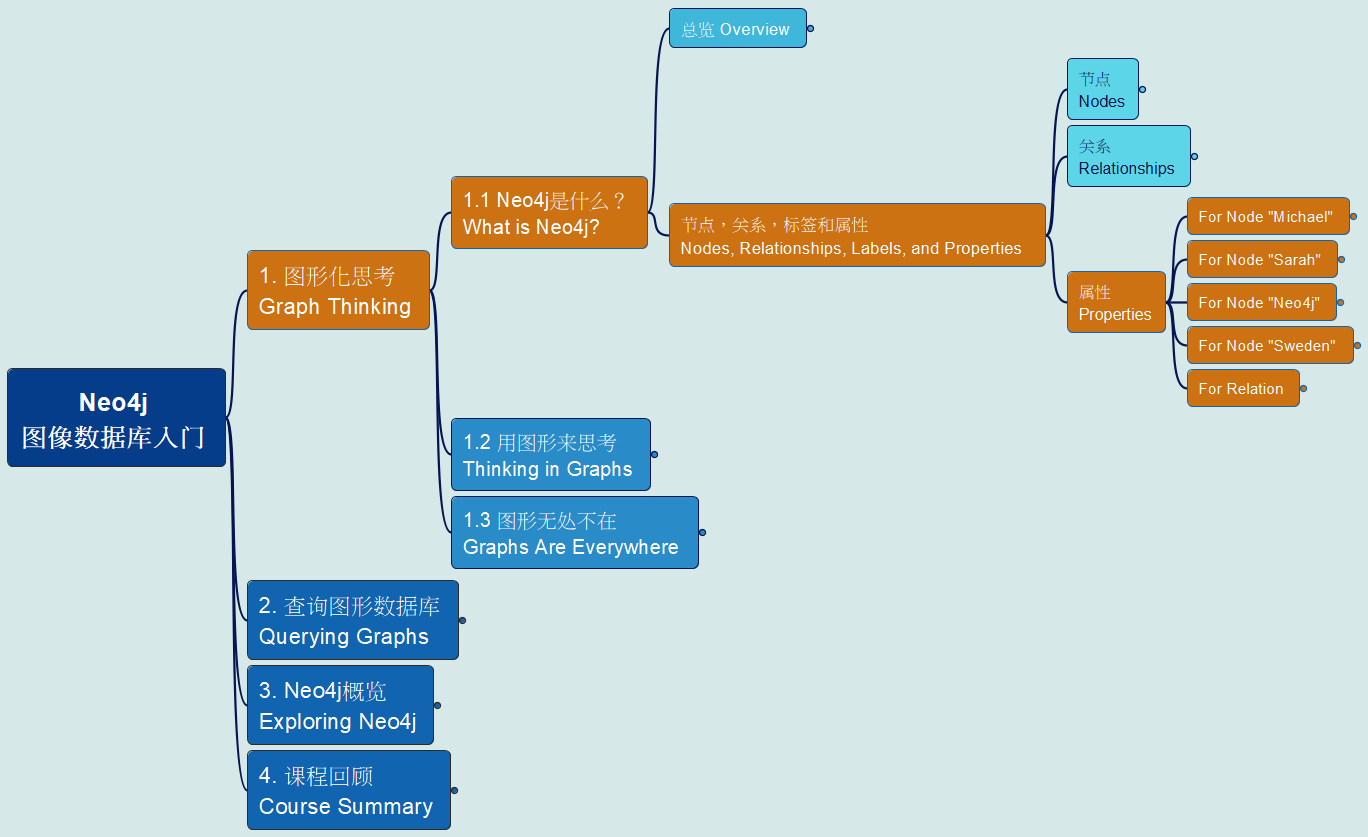 Neo4j
图像数据库入门
1. 图形化思考
Graph Thinking
1.1 Neo4j是什么？
What is Neo4j?
总览 Overview
节点，关系，标签和属性
Nodes, Relationships, Labels, and Properties
节点
Nodes
关系
Relationships
属性
Properties
For Node "Michael"
For Node "Sarah"
For Node "Neo4j"
For Node "Sweden"
For Relation
1.2 用图形来思考
Thinking in Graphs
1.3 图形无处不在
Graphs Are Everywhere
2. 查询图形数据库
Querying Graphs
3. Neo4j概览
Exploring Neo4j
4. 课程回顾
Course Summary